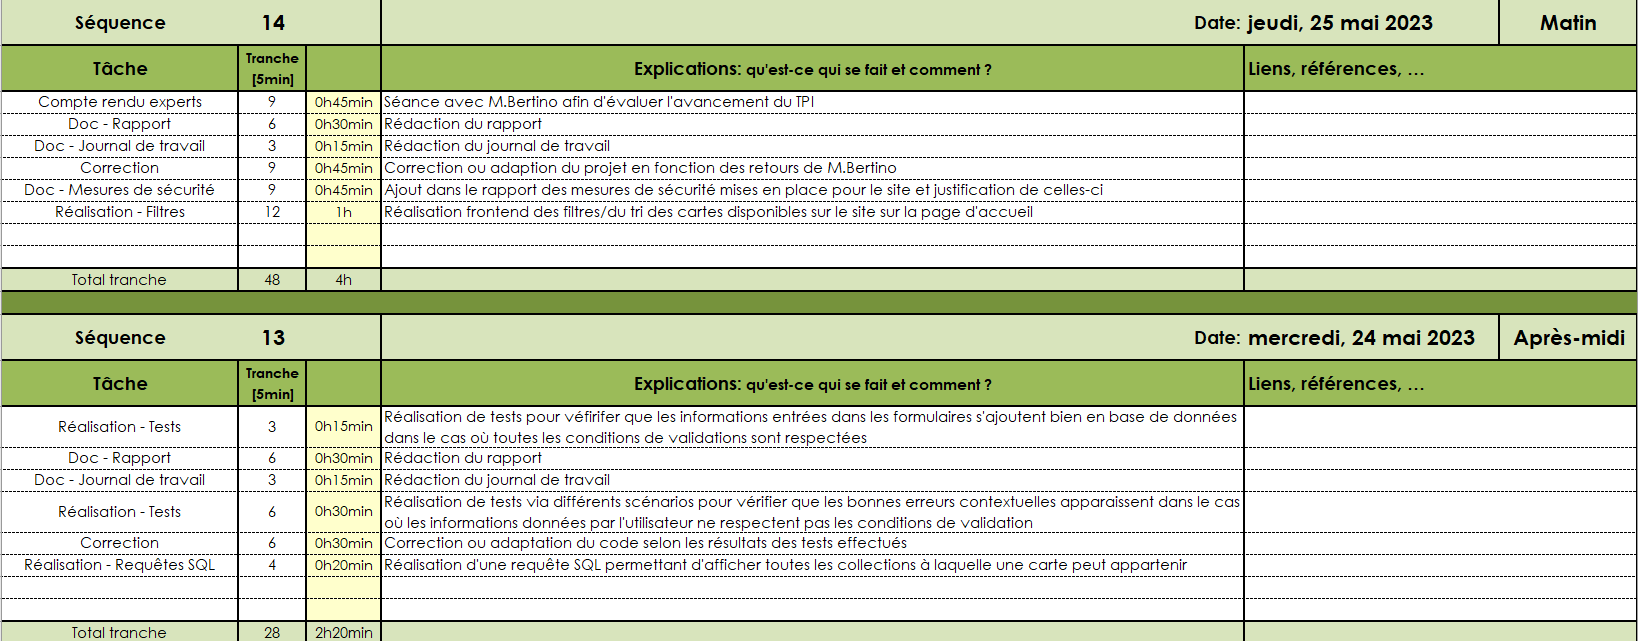 Séquence 14 Date: jeudi, 25 mai 2023 Matin
Tâche Tranche [5min] Explications: qu'est-ce qui se fait et comment ? Liens, références, …
Compte rendu experts 9 0h45min Séance avec M.Bertino afin d'évaluer l'avancement du TPI
Doc - Rapport 6 0h30min Rédaction du rapport
Doc - Journal de travail 3 0h15min Rédaction du journal de travail
Correction 9 0h45min Correction ou adaption du projet en fonction des retours de M.Bertino
Doc - Mesures de sécurité 9 0h45min Ajout dans le rapport des mesures de sécurité mises en place pour le site et justification de celles-ci
Réalisation - Filtres 12 1h Réalisation frontend des filtres/du tri des cartes disponibles sur le site sur la page d'accueil
Total tranche 48 4h
Séquence 13 Date: mercredi, 24 mai 2023 Après-midi
Tâche Tranche [5min] Explications: qu'est-ce qui se fait et comment ? Liens, références, …
Réalisation - Tests 3 0h15min Réalisation de tests pour véfirifer que les informations entrées dans les formulaires s'ajoutent bien en base de données
dans le cas où toutes les conditions de validations sont respectées
Doc - Rapport 6 0h30min Rédaction du rapport
Doc - Journal de travail 3 0h15min Rédaction du journal de travail
Réalisation - Tests 6 0h30min Réalisation de tests via différents scénarios pour vérifier que les bonnes erreurs contextuelles apparaissent dans le cas
où les informations données par l'utilisateur ne respectent pas les conditions de validation
Correction 6 0h30min Correction ou adaptation du code selon les résultats des tests effectués
Réalisation - Requêtes SQL 4 0h20min Réalisation d'une requête SQL permettant d'afficher toutes les collections à laquelle une carte peut appartenir
Total tranche 28 2h20min